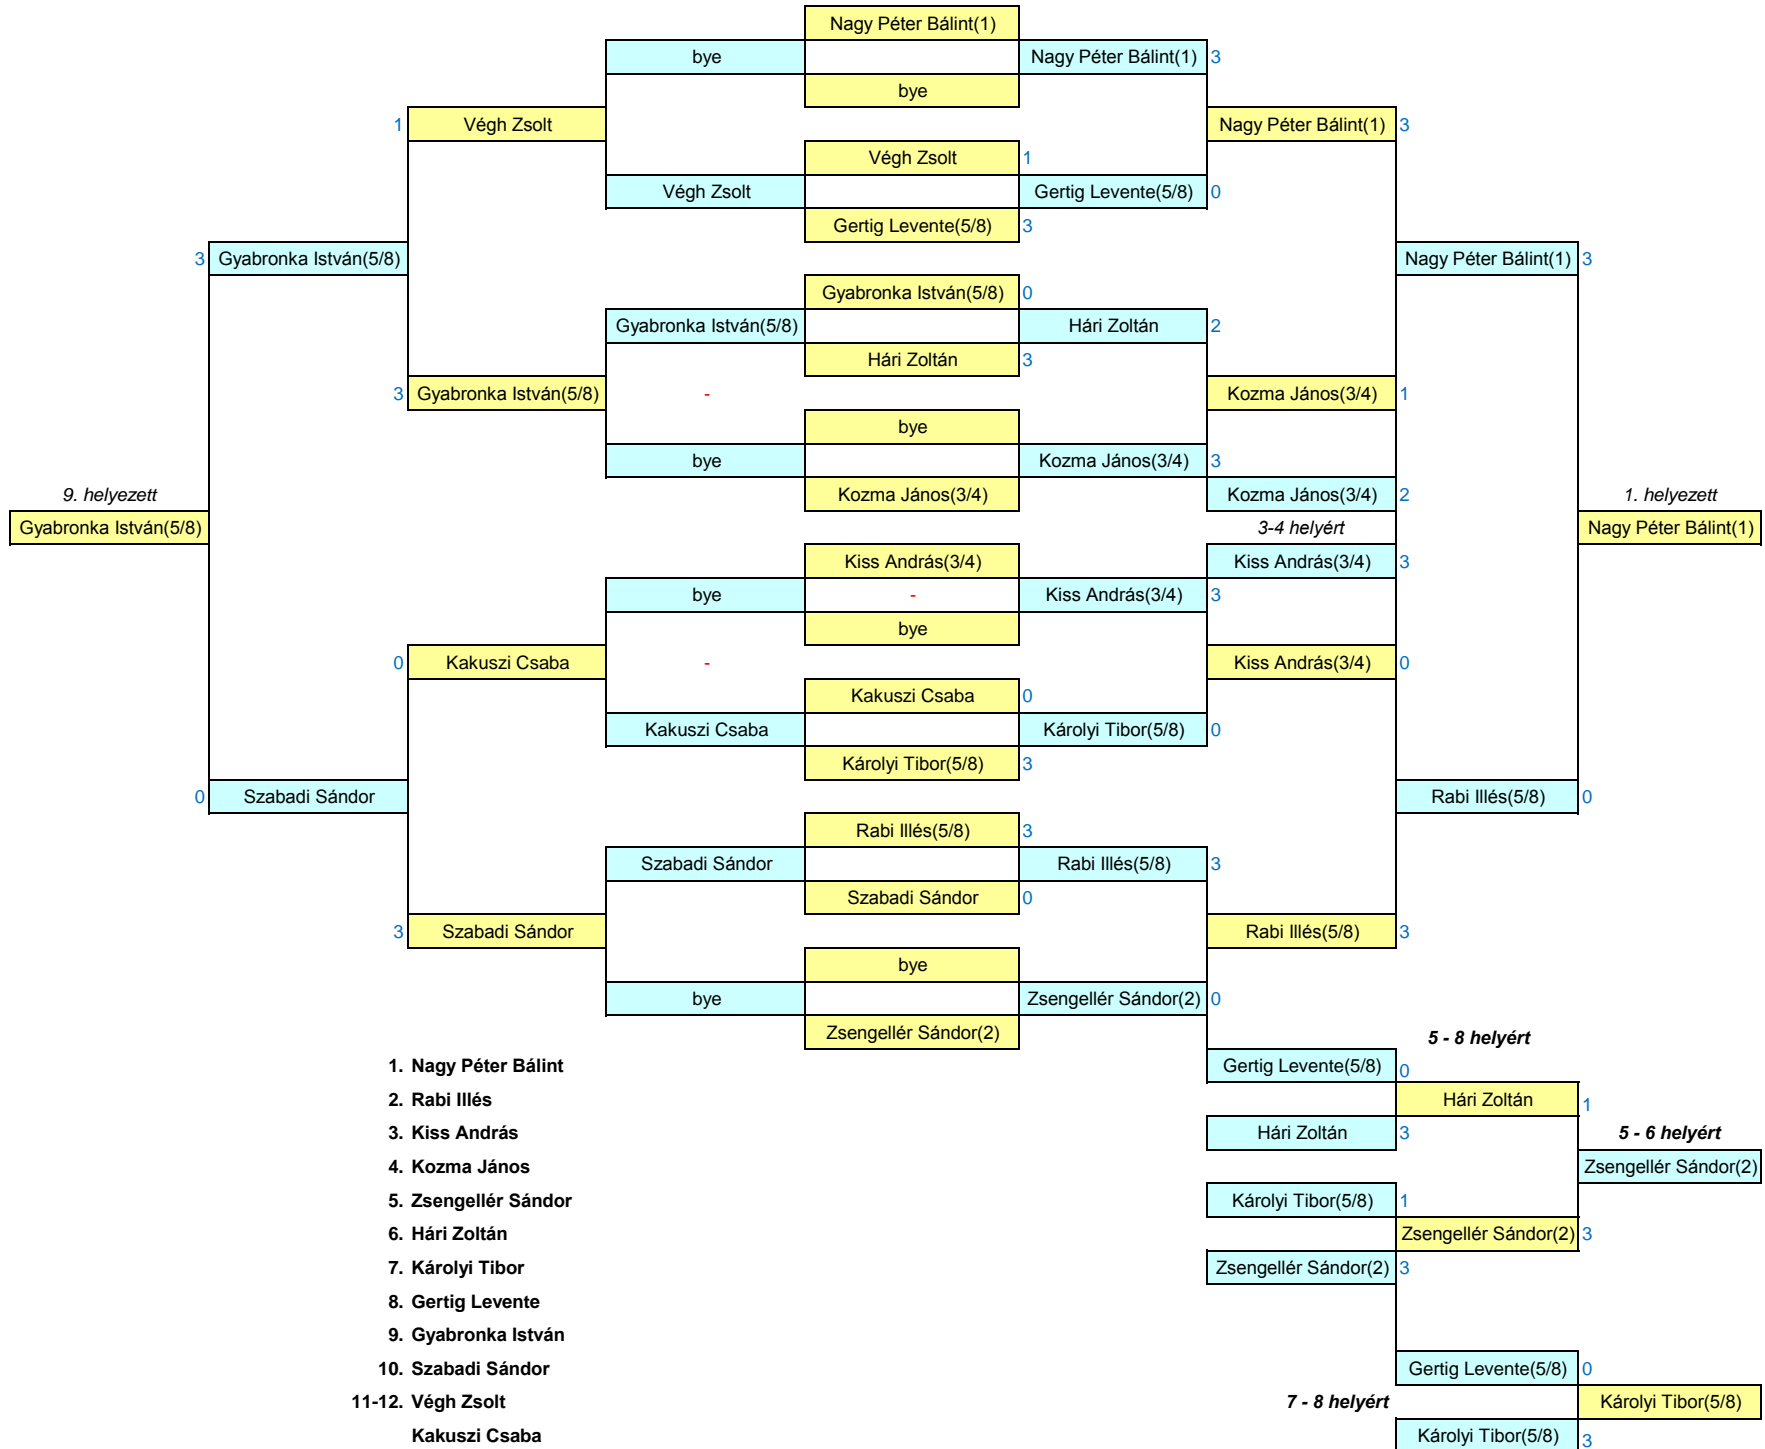 Nagy Péter Bálint(1)
bye Nagy Péter Bálint(1) 3
bye
1 Végh Zsolt Nagy Péter Bálint(1) 3
Végh Zsolt 1
Végh Zsolt Gertig Levente(5/8) 0
Gertig Levente(5/8) 3
3 Gyabronka István(5/8) Nagy Péter Bálint(1) 3
Gyabronka István(5/8) 0
Gyabronka István(5/8) Hári Zoltán 2
Hári Zoltán 3
3 Gyabronka István(5/8) - Kozma János(3/4) 1
bye
bye Kozma János(3/4) 3
9. helyezett Kozma János(3/4) Kozma János(3/4) 2 1. helyezett
Gyabronka István(5/8) 3-4 helyért Nagy Péter Bálint(1)
Kiss András(3/4) Kiss András(3/4) 3
bye - Kiss András(3/4) 3
bye
0 Kakuszi Csaba - Kiss András(3/4) 0
Kakuszi Csaba 0
Kakuszi Csaba Károlyi Tibor(5/8) 0
Károlyi Tibor(5/8) 3
0 Szabadi Sándor Rabi Illés(5/8) 0
Rabi Illés(5/8) 3
Szabadi Sándor Rabi Illés(5/8) 3
Szabadi Sándor 0
3 Szabadi Sándor Rabi Illés(5/8) 3
bye
bye Zsengellér Sándor(2) 0
Zsengellér Sándor(2) 5 - 8 helyért
1. Nagy Péter Bálint Gertig Levente(5/8) 0
2. Rabi Illés Hári Zoltán 1
3. Kiss András Hári Zoltán 3 5 - 6 helyért
4. Kozma János Zsengellér Sándor(2)
5. Zsengellér Sándor Károlyi Tibor(5/8) 1
6. Hári Zoltán Zsengellér Sándor(2) 3
7. Károlyi Tibor Zsengellér Sándor(2) 3
8. Gertig Levente
9. Gyabronka István
10. Szabadi Sándor Gertig Levente(5/8) 0
11-12. Végh Zsolt 7 - 8 helyért Károlyi Tibor(5/8)
Kakuszi Csaba Károlyi Tibor(5/8) 3